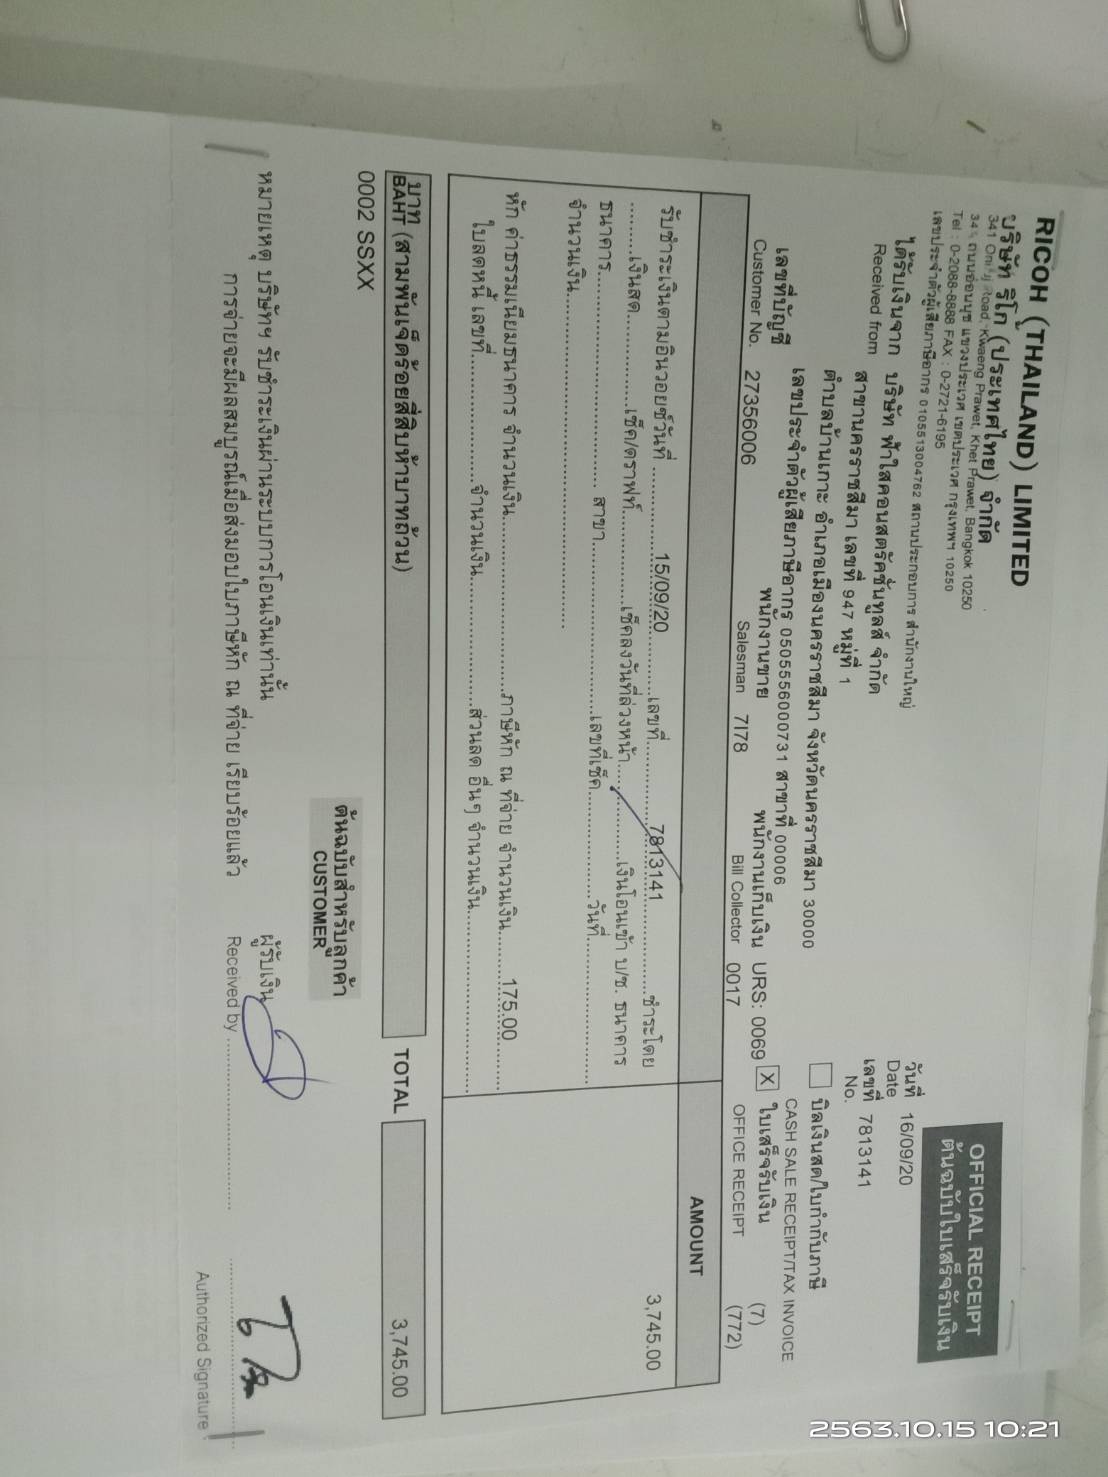 RICOH (THAILAND) LIMITED
บริษัท ริโก้ (ประเทศไทย) จำกัด
341 Road, Kwaeng Prawet, Khet Prawet, Bangkok 10250
ถนนอ่อนนุช แขวงประเวศ เขตประเวศ กรุงเทพฯ 10250
Tel : 0-2088-8888 FAX : 0-2721-6195
เลขประจำตัวผู้เสียภาษีอากร 0105513004762 สถานประกอบการ สำนักงานใหญ่
OFFICIAL RECEIPT
ต้นฉบับใบเสร็จรับเงิน
ได้รับเงินจาก บริษัท ฟ้าใสคอนสตรัคชั่นทูลส์ จำกัด
Received from
สาขานครราชสีมา เลขที่ 947 หมู่ที่ 1
ตำบลบ้านเกาะ อำเภอเมืองนครราชสีมา จังหวัดนครราชสีมา 30000
เลขประจำตัวผู้เสียภาษีอากร 0505556000731 สาขาที่ 00006
วันที่
Date 16/09/20
เลขที่ 7813141
No.
บิลเงินสด/ใบกำกับภาษี
CASH SALE RECEIPT/TAX INVOICE
X ใบเสร็จรับเงิน (7)
OFFICE RECEIPT (772)
เลขที่บัญชี พนักงานขาย พนักงานเก็บเงิน URS: 0069
Customer No. 27356006 Salesman 7178 Bill Collector 0017
AMOUNT
รับชำระเงินตามอินวอยซ์วันที่ 15/09/20 เลขที่ 7813141 ชำระโดย 3,745.00
เงินสด เช็ค/ดราฟท์ เช็คลงวันที่ล่วงหน้า เงินโอนเข้า บ/ช. ธนาคาร
ธนาคาร สาขา เลขที่เช็ค วันที่
จำนวนเงิน
หัก ค่าธรรมเนียมธนาคาร จำนวนเงิน ภาษีหัก ณ ที่จ่าย จำนวนเงิน 175.00
ใบลดหนี้ เลขที่ จำนวนเงิน ส่วนลด อื่นๆ จำนวนเงิน
บาท
BAHT (สามพันเจ็ดร้อยสี่สิบห้าบาทถ้วน) TOTAL 3,745.00
0002 SSXX
ต้นฉบับสำหรับลูกค้า
CUSTOMER
หมายเหตุ บริษัทฯ รับชำระเงินผ่านระบบการโอนเงินเท่านั้น
การจ่ายจะมีผลสมบูรณ์เมื่อส่งมอบใบภาษีหัก ณ ที่จ่าย เรียบร้อยแล้ว
ผู้รับเงิน
Received by
Authorized Signature
2563.10.15 10:21